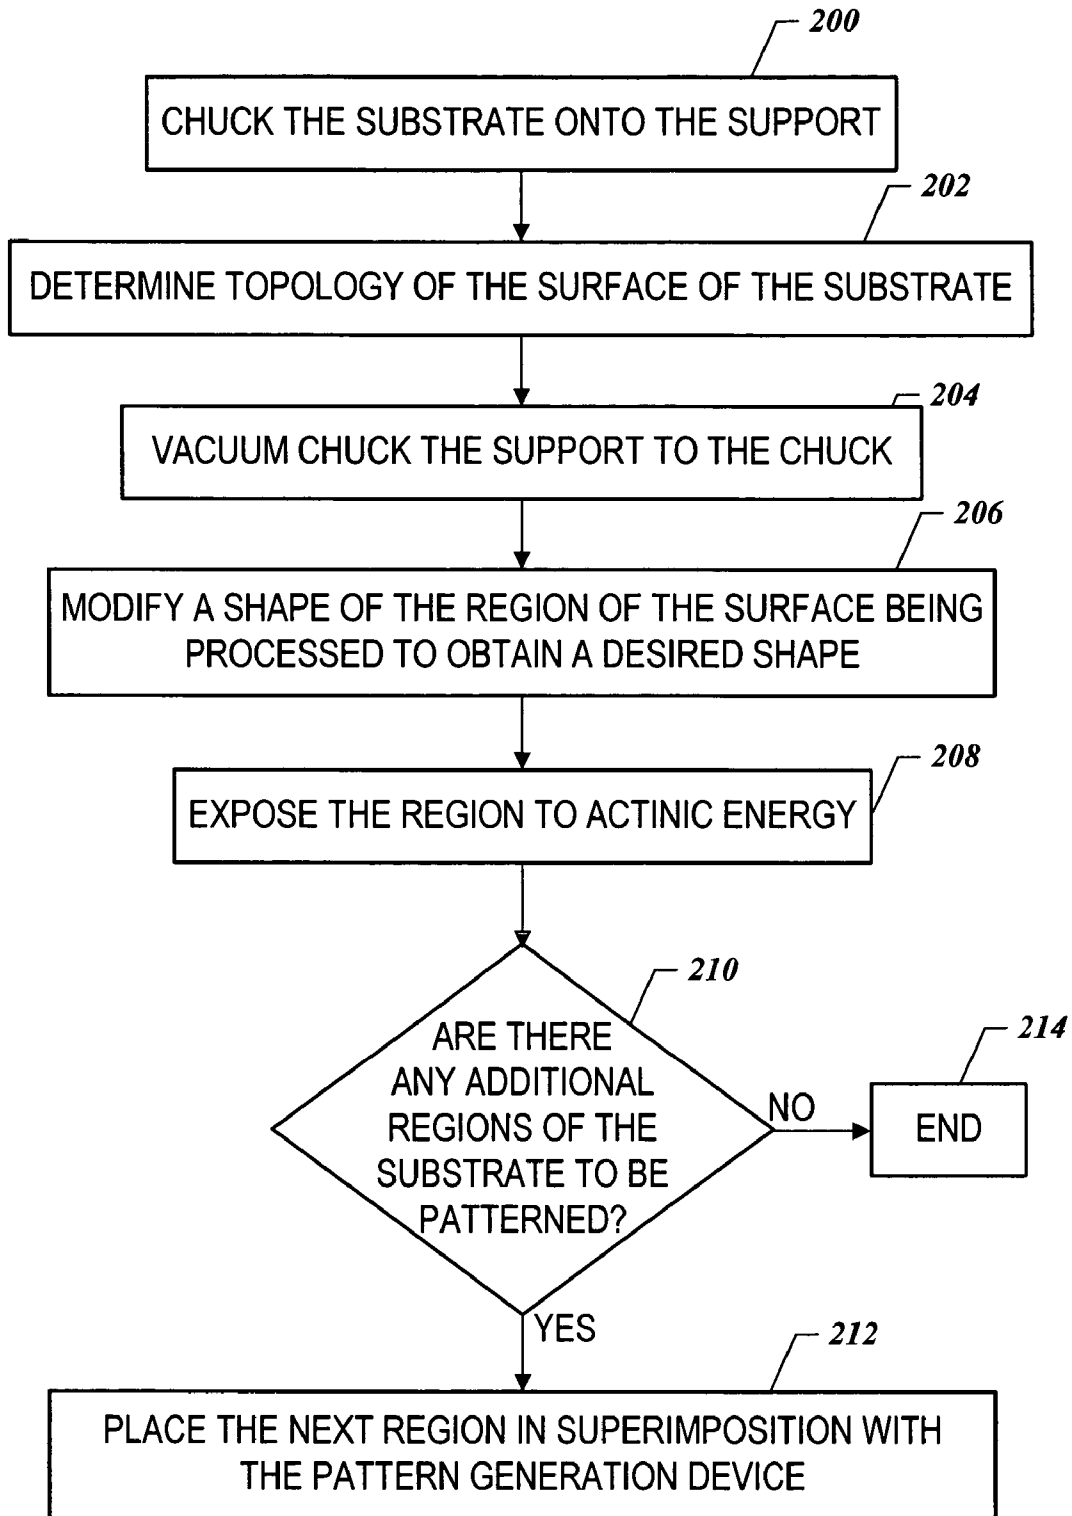 200
CHUCK THE SUBSTRATE ONTO THE SUPPORT
202
DETERMINE TOPOLOGY OF THE SURFACE OF THE SUBSTRATE
204
VACUUM CHUCK THE SUPPORT TO THE CHUCK
206
MODIFY A SHAPE OF THE REGION OF THE SURFACE BEING
PROCESSED TO OBTAIN A DESIRED SHAPE
208
EXPOSE THE REGION TO ACTINIC ENERGY
210
ARE THERE
ANY ADDITIONAL
REGIONS OF THE
SUBSTRATE TO BE
PATTERNED?
NO
214
END
YES
212
PLACE THE NEXT REGION IN SUPERIMPOSITION WITH
THE PATTERN GENERATION DEVICE